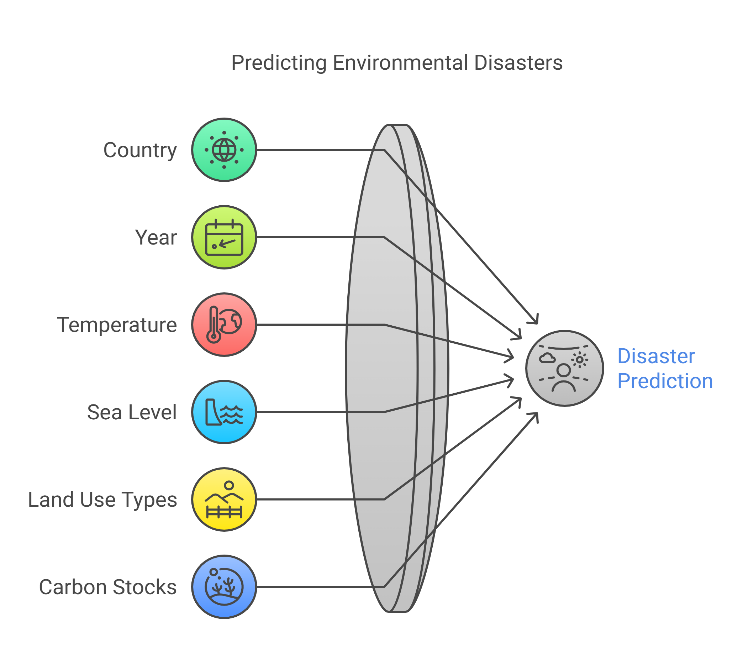 Predicting Environmental Disasters
Country
Year
Temperature
Sea Level
Land Use Types
Carbon Stocks
Disaster
Prediction